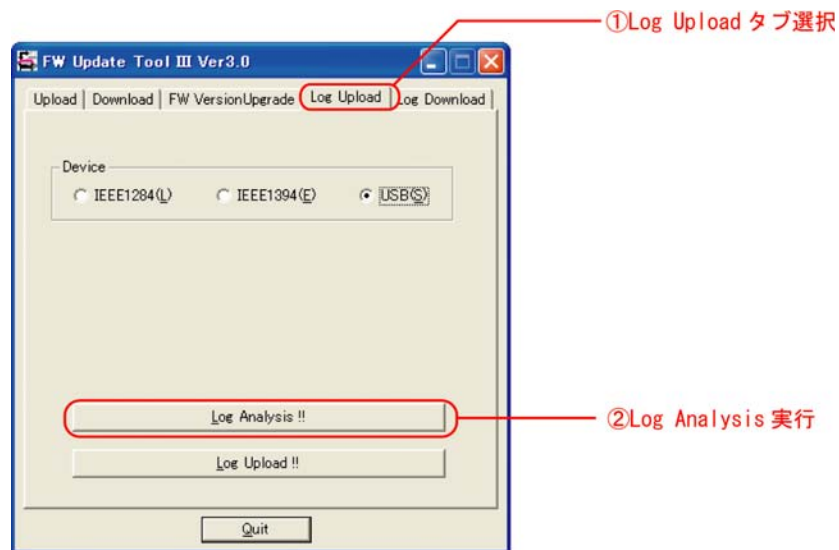 ①Log Upload タブ選択
FW Update Tool III Ver3.0
Upload Download FW VersionUpgrade Log Upload Log Download
Device
IEEE1284(L) IEEE1394(E) USB(S)
Log Analysis !!
②Log Analysis 実行
Log Upload !!
Quit